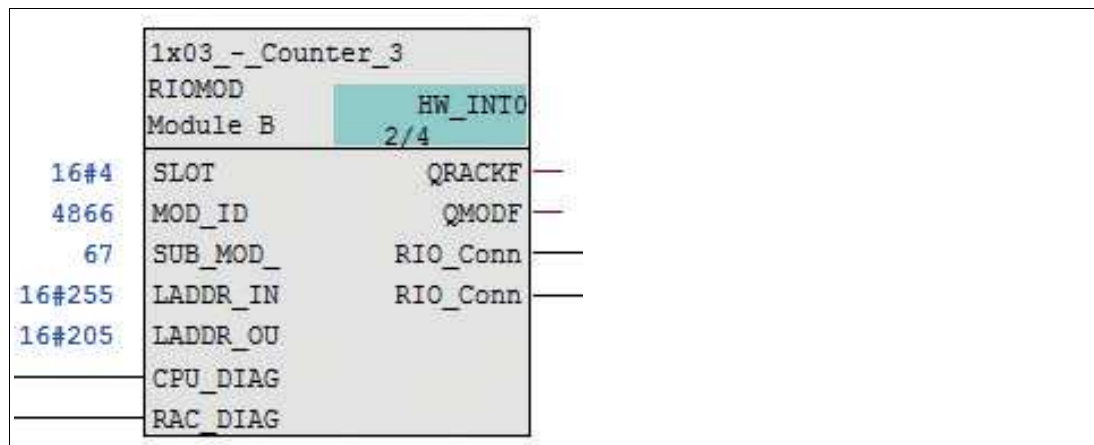 1x03_-_Counter_3
RIOMOD
HW_INT0
Module B
2/4
16#4 SLOT QRACKF
4866 MOD_ID QMODF
67 SUB_MOD_ RIO_Conn
16#255 LADDR_IN RIO_Conn
16#205 LADDR_OU
CPU_DIAG
RAC_DIAG